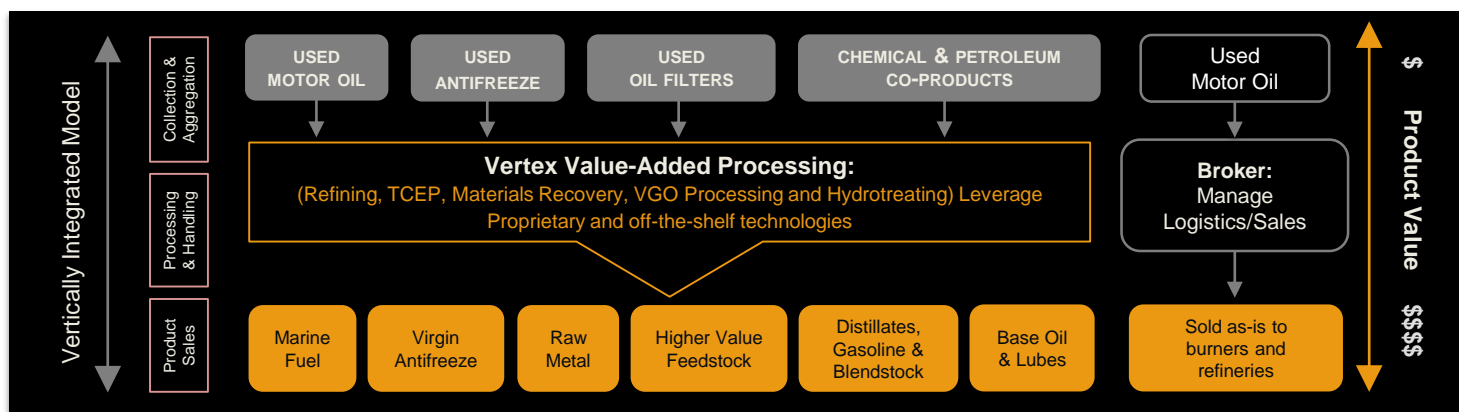 Vertically Integrated Model
Collection &
Aggregation
Processing
& Handling
Product
Sales
USED
MOTOR OIL
USED
ANTIFREEZE
USED
OIL FILTERS
CHEMICAL & PETROLEUM
CO-PRODUCTS
Used
Motor Oil
Vertex Value-Added Processing:
(Refining, TCEP, Materials Recovery, VGO Processing and Hydrotreating) Leverage
Proprietary and off-the-shelf technologies
Broker:
Manage
Logistics/Sales
Marine
Fuel
Virgin
Antifreeze
Raw
Metal
Higher Value
Feedstock
Distillates,
Gasoline &
Blendstock
Base Oil
& Lubes
Sold as-is to
burners and
refineries
$ Product Value $$$$